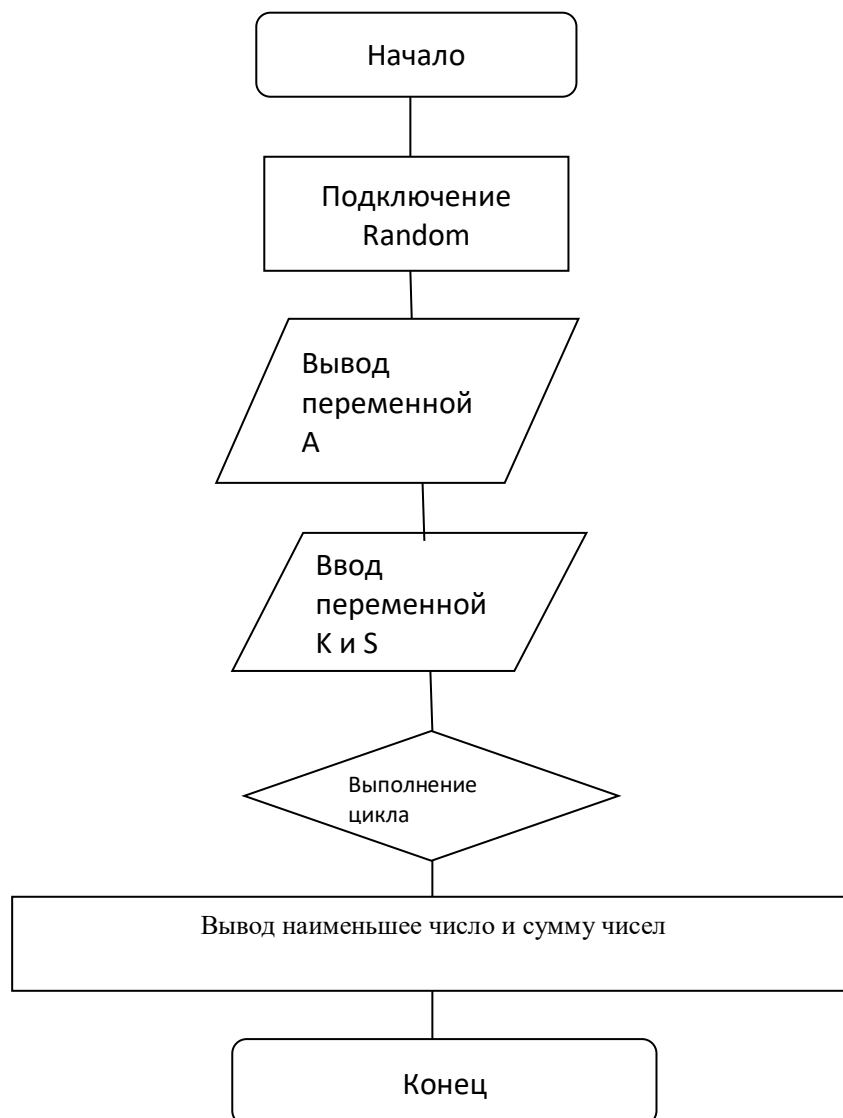 Начало
Подключение
Random
Вывод
переменной
A
Ввод
переменной
K и S
Выполнение
цикла
Вывод наименьшее число и сумму чисел
Конец